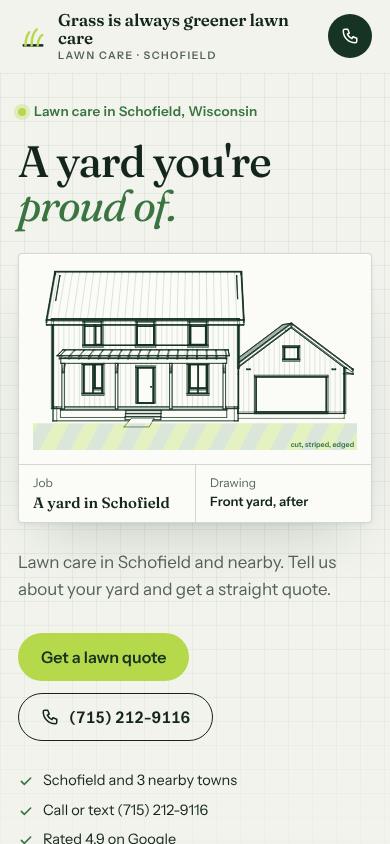 Grass is always greener lawn
care
LAWN CARE · SCHOFIELD
Lawn care in Schofield, Wisconsin
A yard you're
proud of.
cut, striped, edged
Job
A yard in Schofield
Drawing
Front yard, after
Lawn care in Schofield and nearby. Tell us
about your yard and get a straight quote.
Get a lawn quote
(715) 212-9116
Schofield and 3 nearby towns
Call or text (715) 212-9116
Rated 4.9 on Google